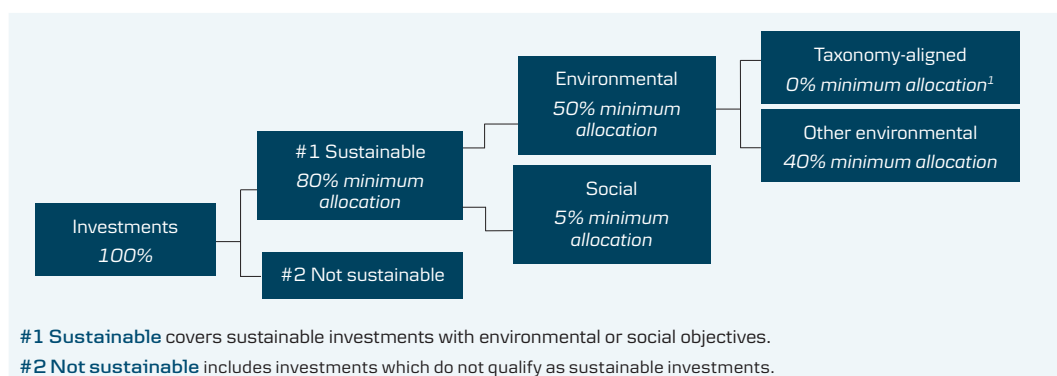 Taxonomy-aligned
0% minimum allocation1
Environmental
50% minimum
allocation
Other environmental
40% minimum allocation
#1 Sustainable
80% minimum
allocation
Social
5% minimum
allocation
Investments
100%
#2 Not sustainable
#1 Sustainable covers sustainable investments with environmental or social objectives.
#2 Not sustainable includes investments which do not qualify as sustainable investments.